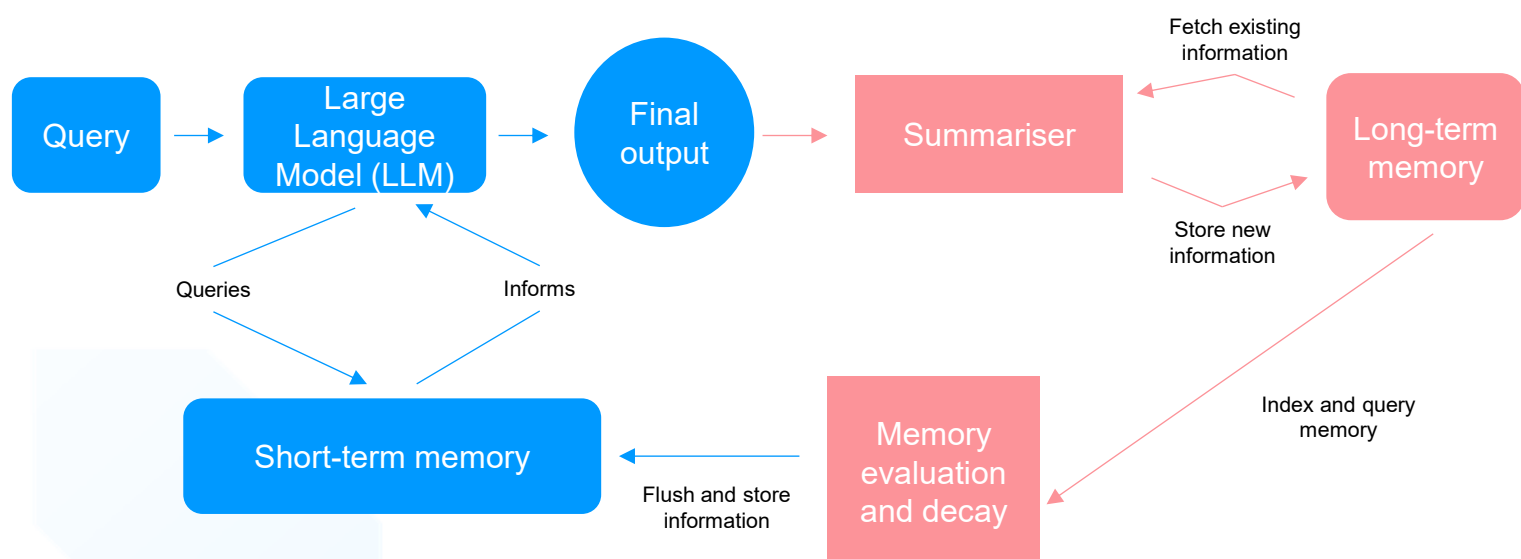 Query
Large
Language
Model (LLM)
Final
output
Summariser
Fetch existing
information
Long-term
memory
Store new
information
Queries
Informs
Short-term memory
Flush and store
information
Memory
evaluation
and decay
Index and query
memory